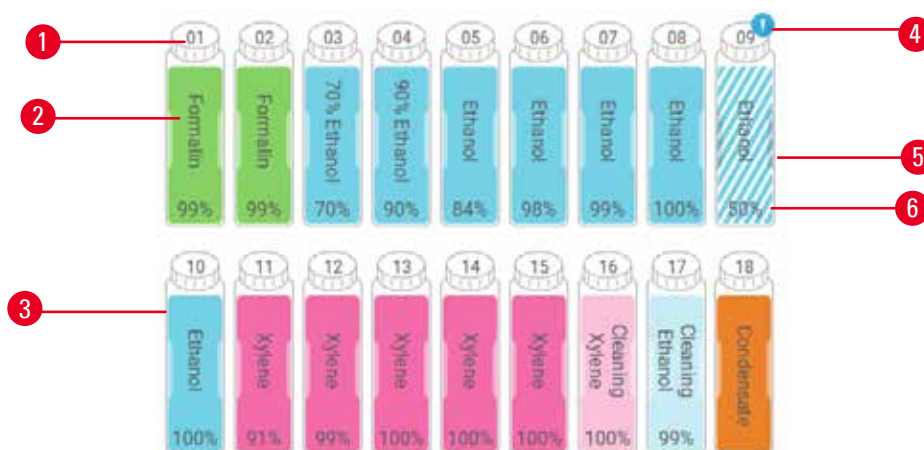 1
01 02 03 04 05 06 07 08 09
4
2
Formalin Formalin 70% Ethanol 90% Ethanol Ethanol Ethanol Ethanol Ethanol Ethanol
5
99% 99% 70% 90% 84% 98% 99% 100% 50%
6
10 11 12 13 14 15 16 17 18
3
Ethanol Xylene Xylene Xylene Xylene Xylene Cleaning Xylene Cleaning Ethanol Condensate
100% 91% 99% 100% 100% 100% 100% 99%